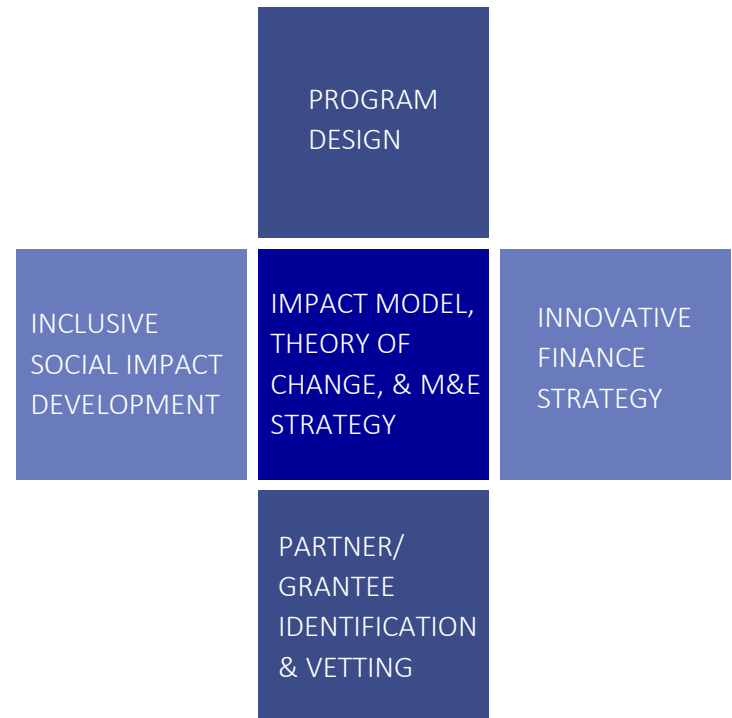 PROGRAM
DESIGN
INCLUSIVE
SOCIAL IMPACT
DEVELOPMENT
IMPACT MODEL,
THEORY OF
CHANGE, & M&E
STRATEGY
INNOVATIVE
FINANCE
STRATEGY
PARTNER/
GRANTEE
IDENTIFICATION
& VETTING